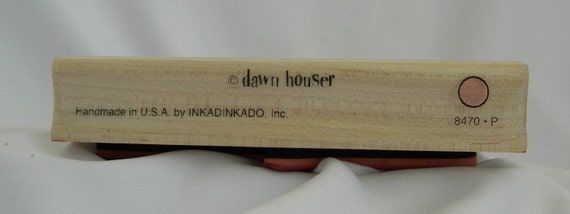 © dawn houser
Handmade in U.S.A. by INKADINKADO, Inc.
8470 • P